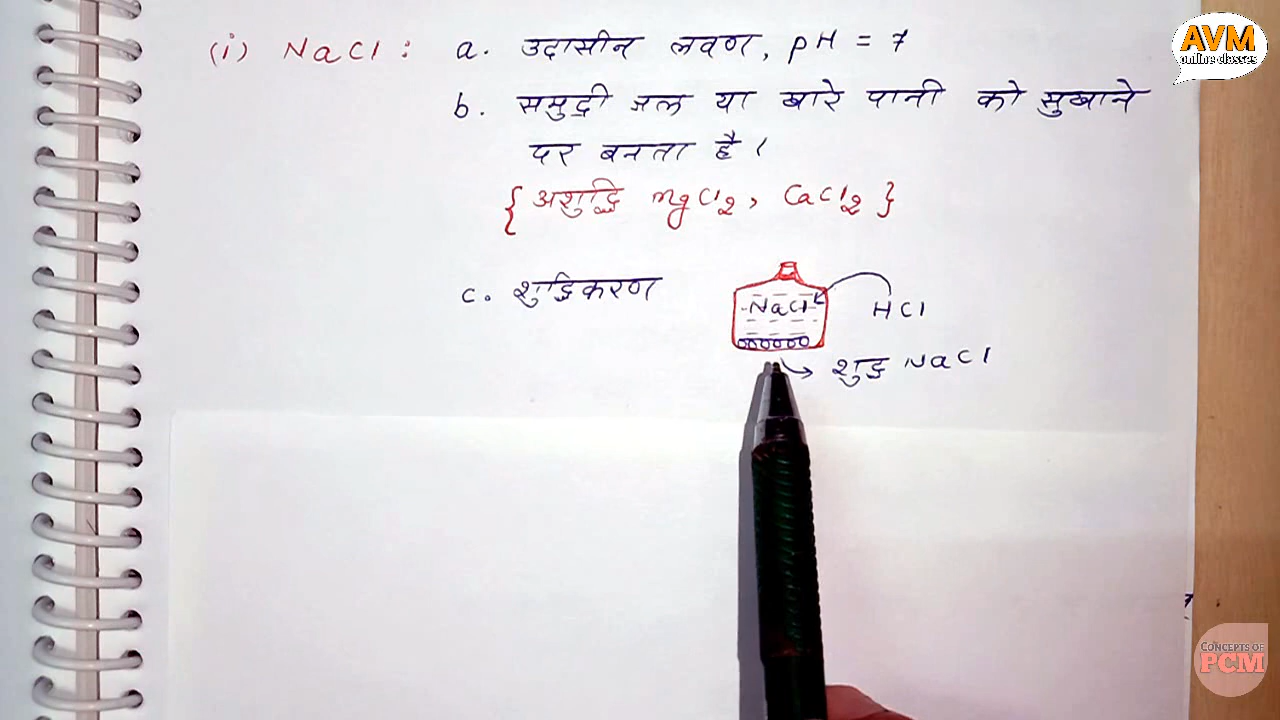 (i) NaCl : a. उदासीन लवण, pH = 7
b. समुद्री जल या खारे पानी को सुखाने
पर बनता है।
{ अशुद्धि MgCl2, CaCl2 }
c. शुद्धिकरण
NaCl
HCl
शुद्ध NaCl
AVM
online classes
CONCEPTS OF
PCM